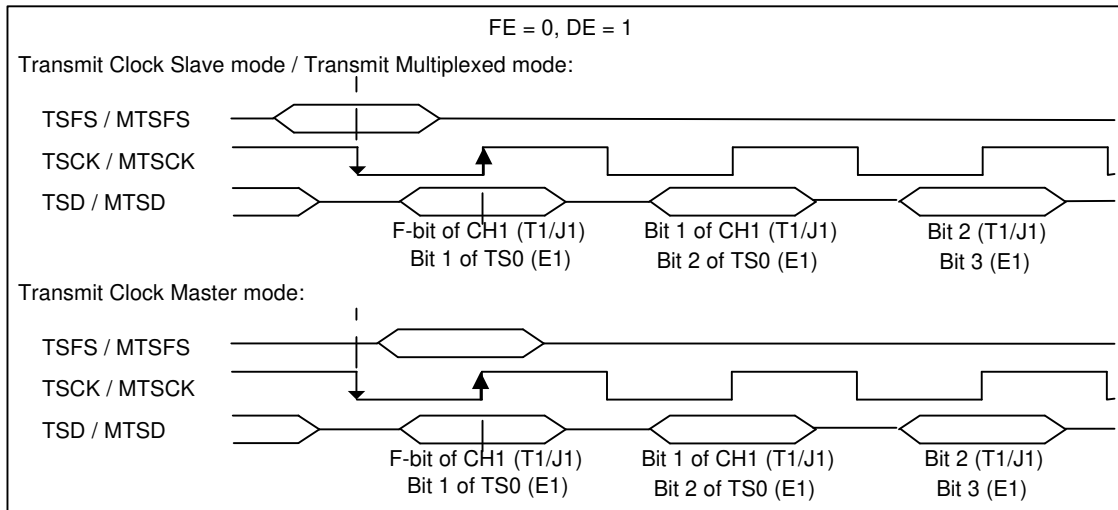 FE = 0, DE = 1
Transmit Clock Slave mode / Transmit Multiplexed mode:
TSFS / MTSFS
TSCK / MTSCK
TSD / MTSD
F-bit of CH1 (T1/J1)
Bit 1 of TS0 (E1)
Bit 1 of CH1 (T1/J1)
Bit 2 of TS0 (E1)
Bit 2 (T1/J1)
Bit 3 (E1)
Transmit Clock Master mode:
TSFS / MTSFS
TSCK / MTSCK
TSD / MTSD
F-bit of CH1 (T1/J1)
Bit 1 of TS0 (E1)
Bit 1 of CH1 (T1/J1)
Bit 2 of TS0 (E1)
Bit 2 (T1/J1)
Bit 3 (E1)